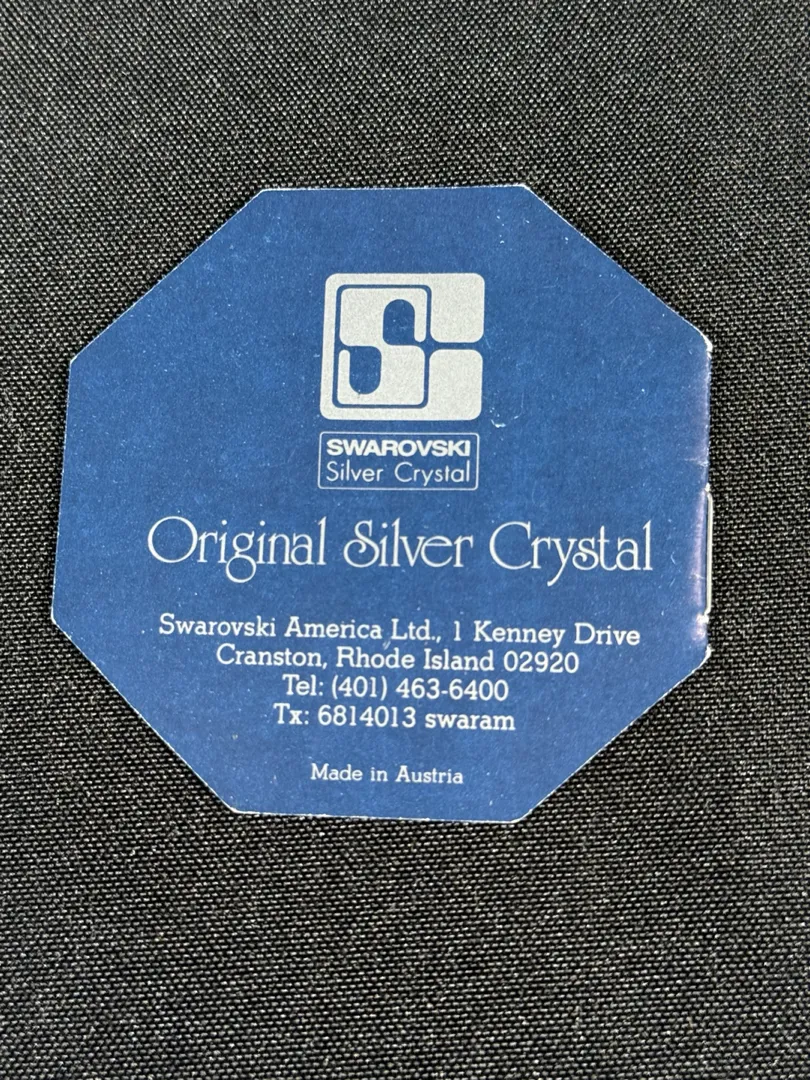 SWAROVSKI
Silver Crystal
Original Silver Crystal
Swarovski America Ltd., 1 Kenney Drive
Cranston, Rhode Island 02920
Tel: (401) 463-6400
Tx: 6814013 swaram
Made in Austria